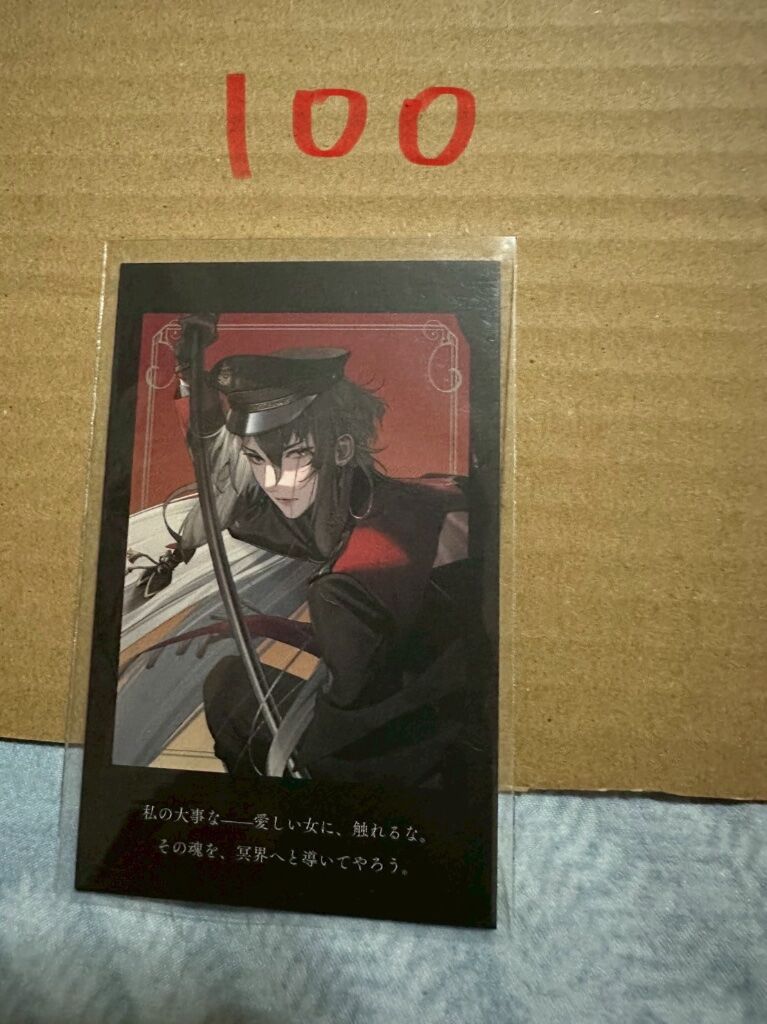 100
私の大事な――愛しい女に、触れるな。
その魂を、冥界へと導いてやろう。